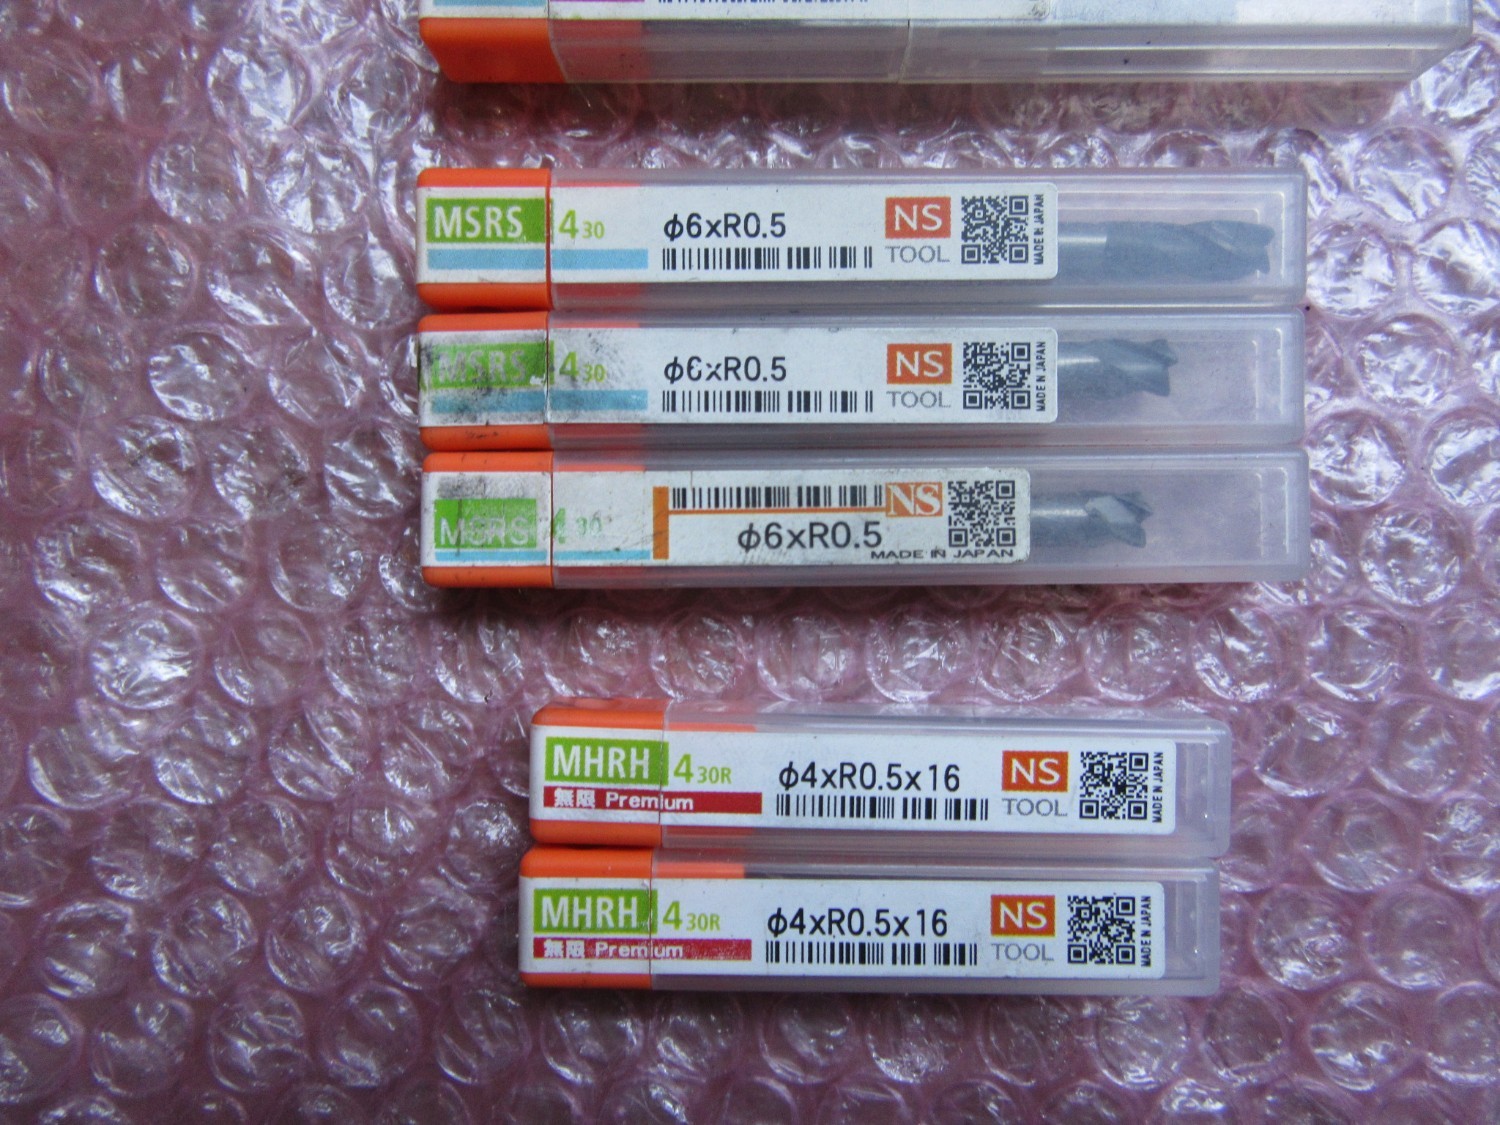 MSRS 4 30 φ6xR0.5 NS
TOOL
MADE IN JAPAN
MSRS 4 30 φ6xR0.5 NS
TOOL
MADE IN JAPAN
NS
MSRS 4 30 φ6xR0.5
MADE IN JAPAN
MHRH 4 30R φ4xR0.5x16 NS
無限 Premium TOOL
MADE IN JAPAN
MHRH 4 30R φ4xR0.5x16 NS
無限 Premium TOOL
MADE IN JAPAN